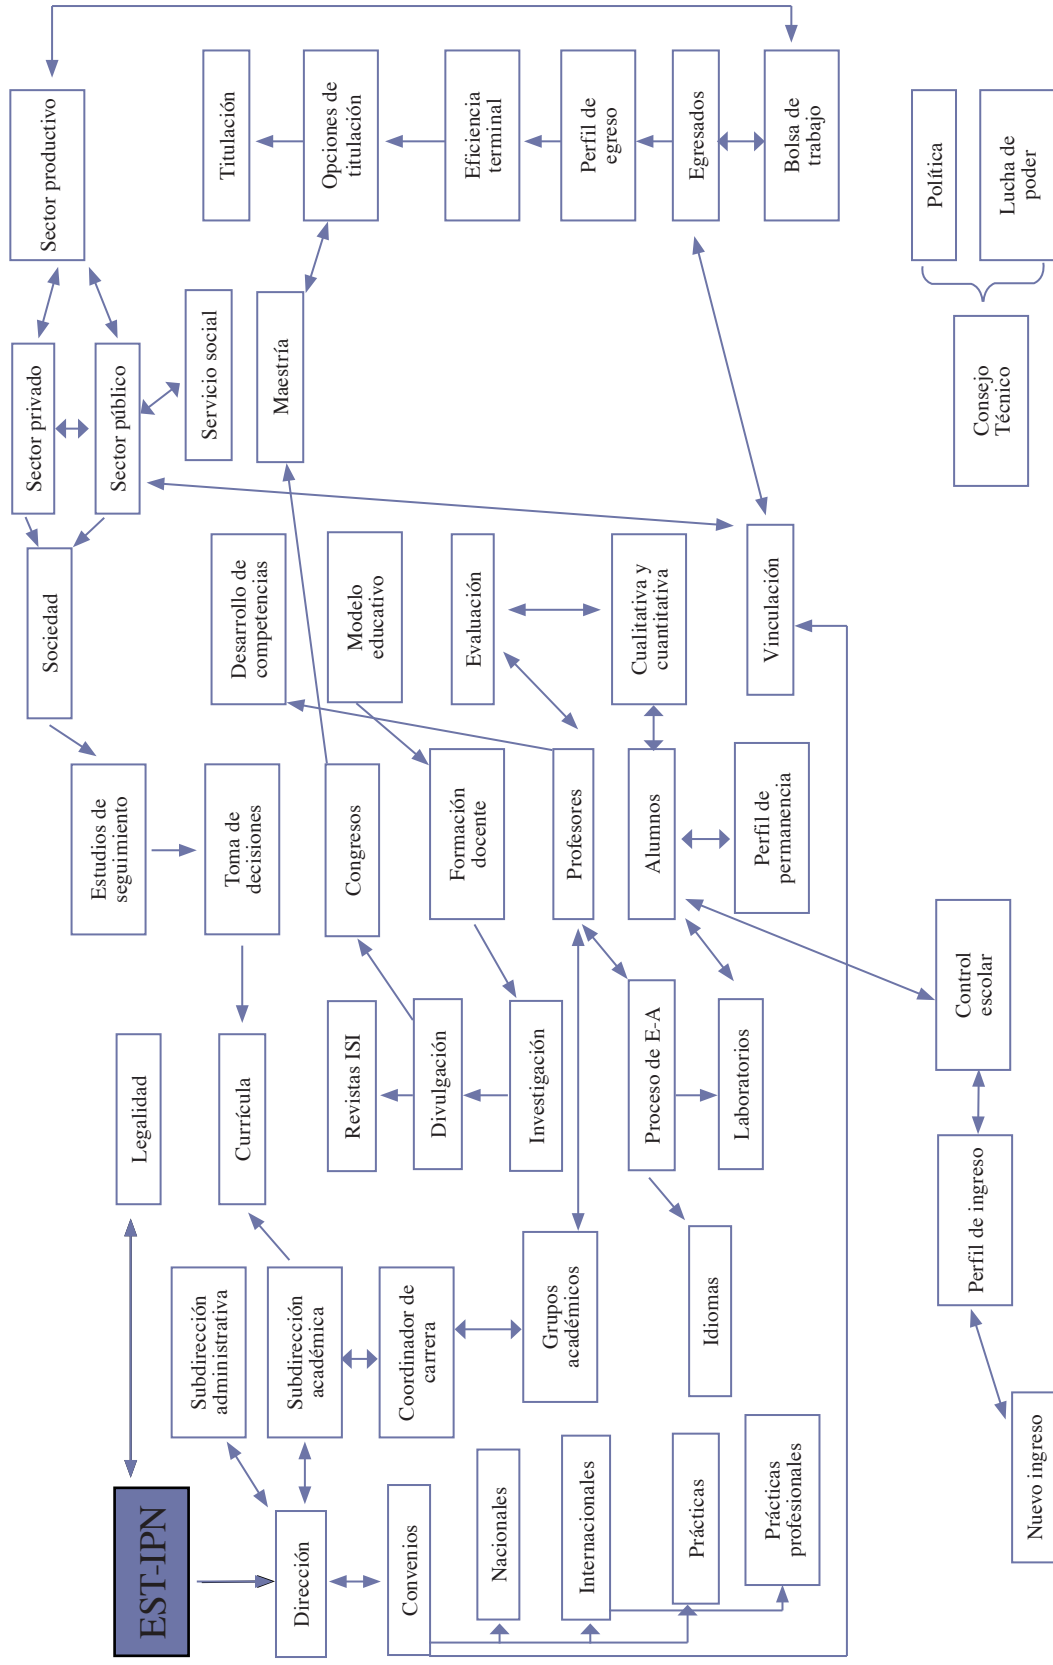 EST-IPN
Legalidad
Estudios de
seguimiento
Sociedad
Sector privado
Sector público
Sector productivo
Subdirección
administrativa
Toma de
decisiones
Servicio social
Titulación
Dirección
Subdirección
académica
Currícula
Desarrollo de
competencias
Maestría
Opciones de
titulación
Convenios
Coordinador de
carrera
Revistas ISI
Congresos
Modelo
educativo
Nacionales
Divulgación
Formación
docente
Evaluación
Eficiencia
terminal
Internacionales
Grupos
académicos
Investigación
Profesores
Cualitativa y
cuantitativa
Perfil de
egreso
Prácticas
Proceso de E-A
Alumnos
Egresados
Prácticas
profesionales
Idiomas
Laboratorios
Perfil de
permanencia
Vinculación
Bolsa de
trabajo
Nuevo ingreso
Perfil de ingreso
Control
escolar
Consejo
Técnico
Política
Lucha de
poder